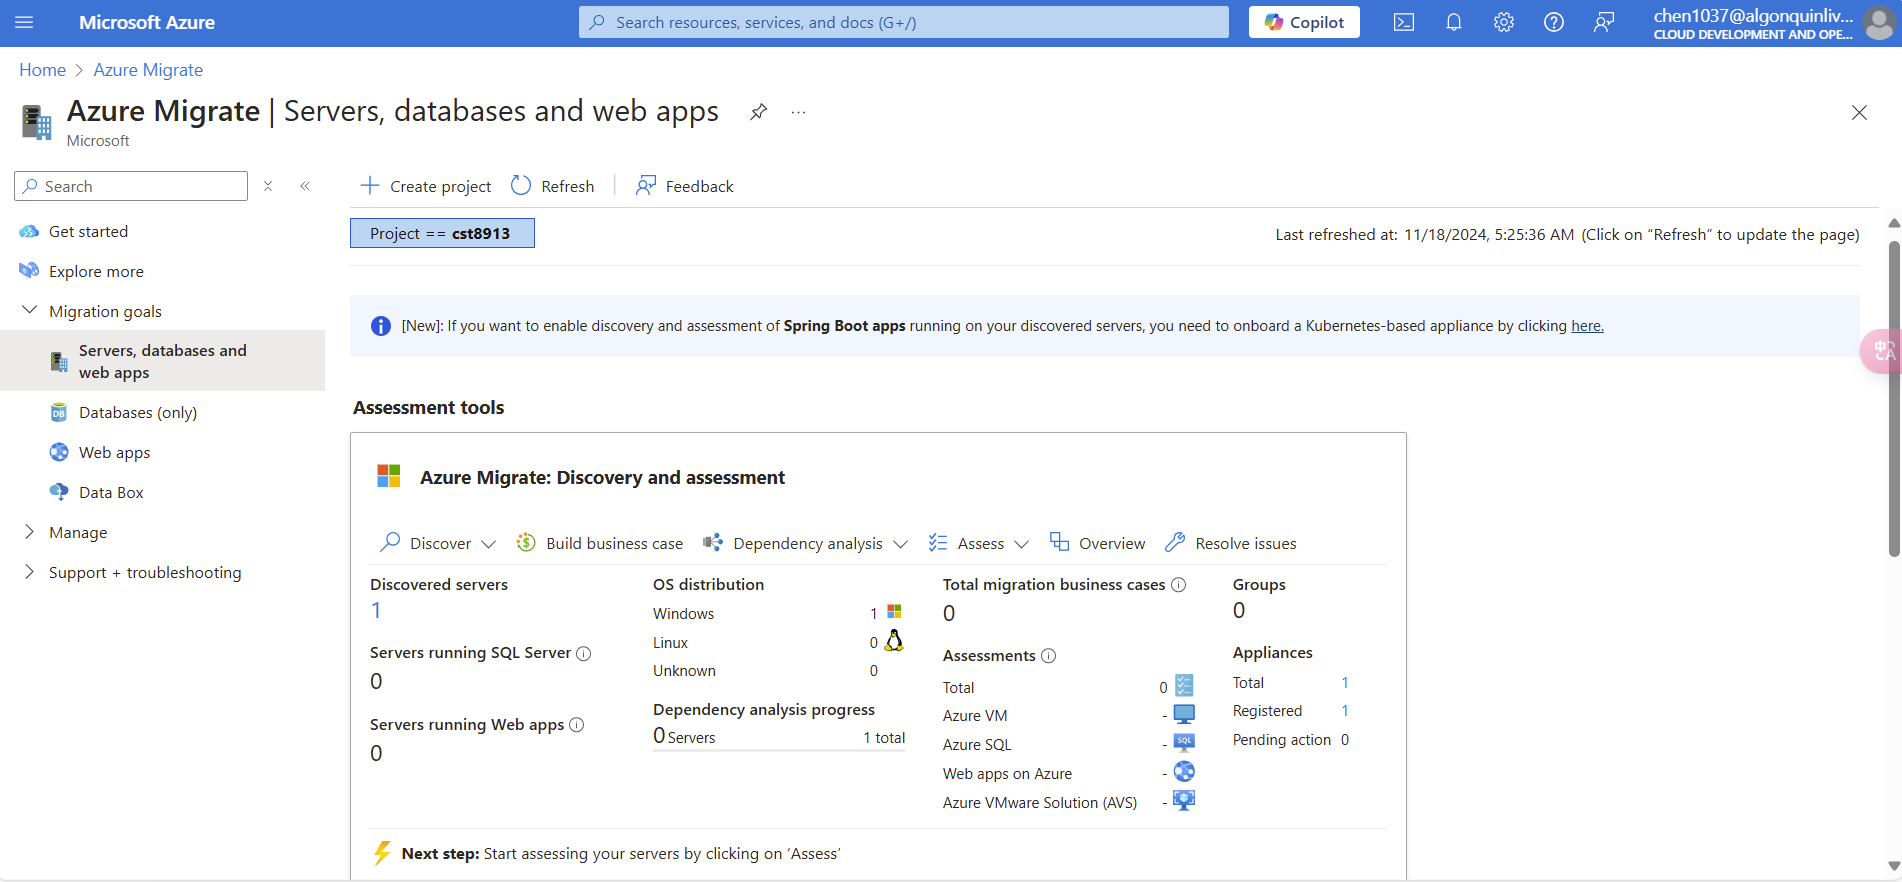 Microsoft Azure
Search resources, services, and docs (G+/)
Copilot
chen1037@algonquinliv...
CLOUD DEVELOPMENT AND OPE...
Home > Azure Migrate
Azure Migrate | Servers, databases and web apps
...
Microsoft
Search
Get started
Explore more
Migration goals
Servers, databases and
web apps
Databases (only)
Web apps
Data Box
Manage
Support + troubleshooting
Create project
Refresh
Feedback
Project == cst8913
Last refreshed at: 11/18/2024, 5:25:36 AM (Click on “Refresh” to update the page)
[New]: If you want to enable discovery and assessment of Spring Boot apps running on your discovered servers, you need to onboard a Kubernetes-based appliance by clicking here.
中A
Assessment tools
Azure Migrate: Discovery and assessment
Discover
Build business case
Dependency analysis
Assess
Overview
Resolve issues
Discovered servers
1
Servers running SQL Server
0
Servers running Web apps
0
OS distribution
Windows 1
Linux 0
Unknown 0
Dependency analysis progress
0 Servers 1 total
Total migration business cases
0
Assessments
Total 0
Azure VM -
Azure SQL - SQL
Web apps on Azure -
Azure VMware Solution (AVS) -
Groups
0
Appliances
Total 1
Registered 1
Pending action 0
Next step: Start assessing your servers by clicking on ‘Assess’